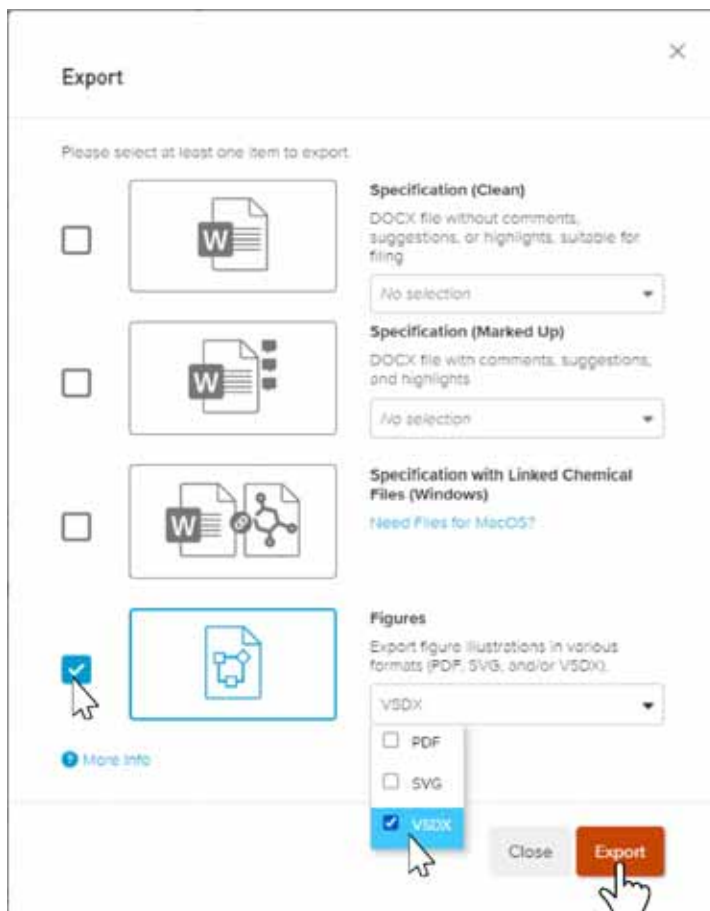 Export
Please select at least one item to export.
Specification (Clean)
DOCX file without comments,
suggestions, or highlights, suitable for
filing
W
No selection
Specification (Marked Up)
DOCX file with comments, suggestions,
and highlights
W
No selection
Specification with Linked Chemical
Files (Windows)
Need Files for MacOS?
W
Figures
Export figure illustrations in various
formats (PDF, SVG, and/or VSDX).
VSDX
PDF
SVG
VSDX
? More Info
Close
Export